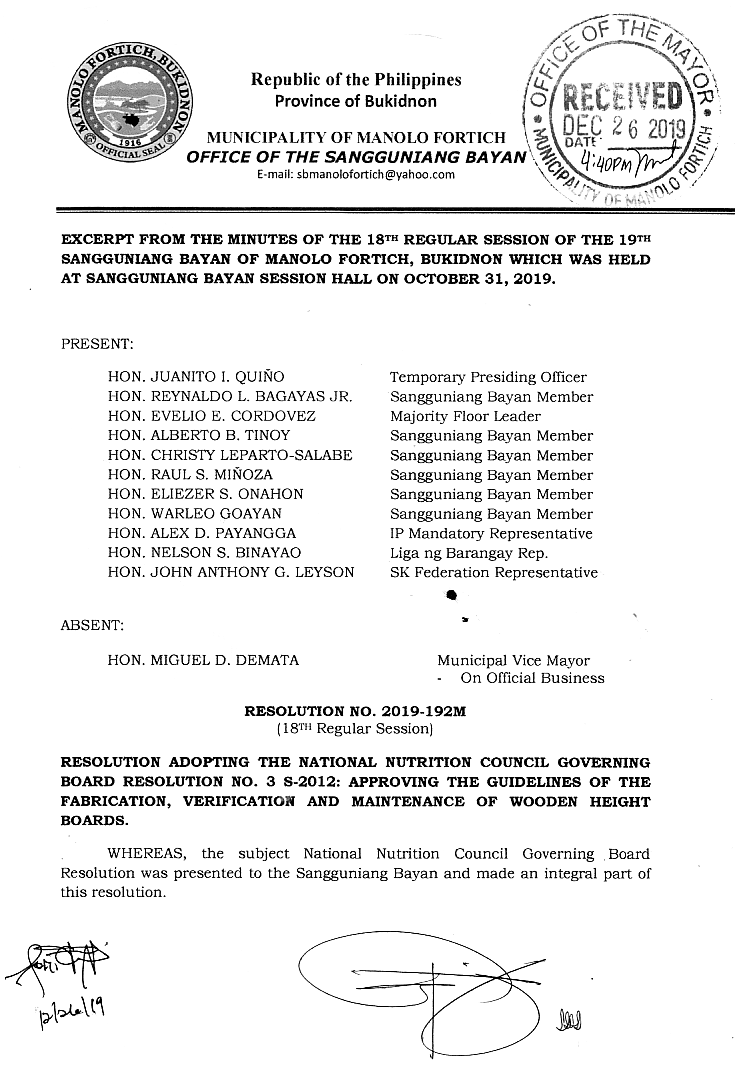 MANOLO FORTICH, BUKIDNON
1916
OFFICIAL SEAL
Republic of the Philippines
Province of Bukidnon
MUNICIPALITY OF MANOLO FORTICH
OFFICE OF THE SANGGUNIANG BAYAN
E-mail: sbmanolofortich@yahoo.com
OFFICE OF THE MAYOR
RECEIVED
DEC 26 2019
DATE:
4:40PM
MUNICIPALITY OF MANOLO FORTICH
EXCERPT FROM THE MINUTES OF THE 18TH REGULAR SESSION OF THE 19TH
SANGGUNIANG BAYAN OF MANOLO FORTICH, BUKIDNON WHICH WAS HELD
AT SANGGUNIANG BAYAN SESSION HALL ON OCTOBER 31, 2019.
PRESENT:
HON. JUANITO I. QUIÑO Temporary Presiding Officer
HON. REYNALDO L. BAGAYAS JR. Sangguniang Bayan Member
HON. EVELIO E. CORDOVEZ Majority Floor Leader
HON. ALBERTO B. TINOY Sangguniang Bayan Member
HON. CHRISTY LEPARTO-SALABE Sangguniang Bayan Member
HON. RAUL S. MIÑOZA Sangguniang Bayan Member
HON. ELIEZER S. ONAHON Sangguniang Bayan Member
HON. WARLEO GOAYAN Sangguniang Bayan Member
HON. ALEX D. PAYANGGA IP Mandatory Representative
HON. NELSON S. BINAYAO Liga ng Barangay Rep.
HON. JOHN ANTHONY G. LEYSON SK Federation Representative
ABSENT:
HON. MIGUEL D. DEMATA Municipal Vice Mayor
- On Official Business
RESOLUTION NO. 2019-192M
(18TH Regular Session)
RESOLUTION ADOPTING THE NATIONAL NUTRITION COUNCIL GOVERNING
BOARD RESOLUTION NO. 3 S-2012: APPROVING THE GUIDELINES OF THE
FABRICATION, VERIFICATION AND MAINTENANCE OF WOODEN HEIGHT
BOARDS.
WHEREAS, the subject National Nutrition Council Governing Board
Resolution was presented to the Sangguniang Bayan and made an integral part of
this resolution.
12/26/19